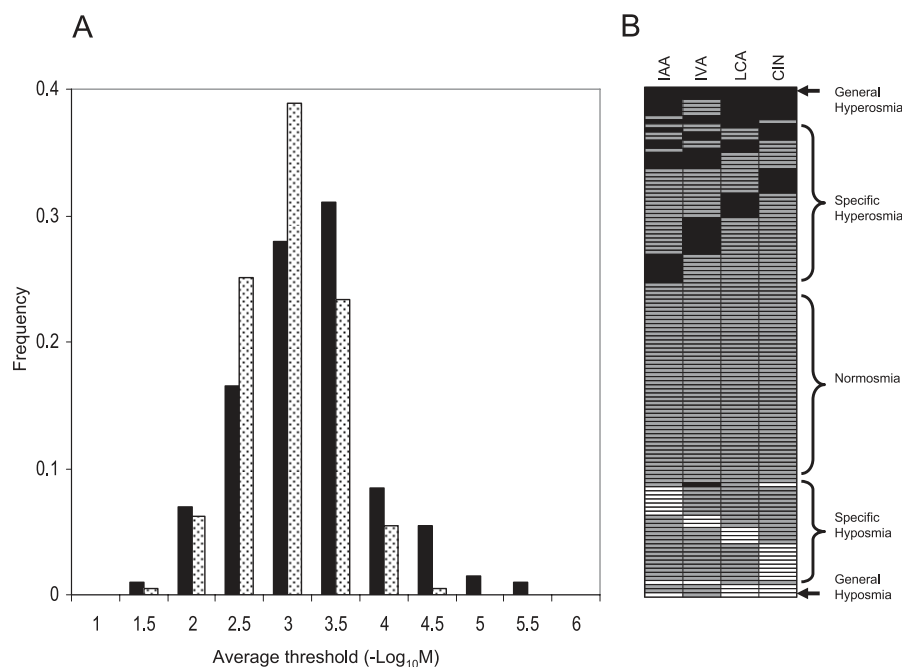 A
Frequency
0.4
0.3
0.2
0.1
0
1 1.5 2 2.5 3 3.5 4 4.5 5 5.5 6
Average threshold (-Log10M)
B
IAA IVA LCA CIN
General
Hyperosmia
Specific
Hyperosmia
Normosmia
Specific
Hyposmia
General
Hyposmia